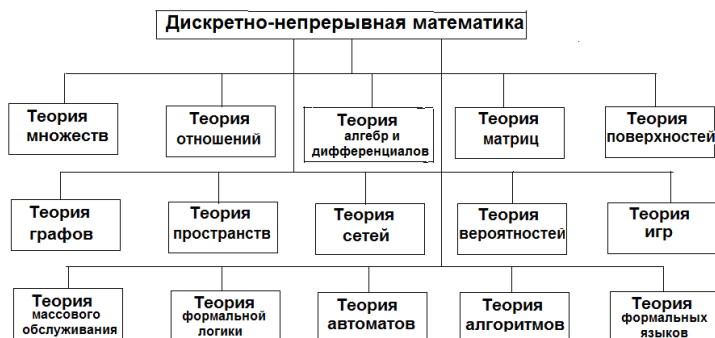 Дискретно-непрерывная математика
Теория
множеств
Теория
отношений
Теория
алгебр и
дифференциалов
Теория
матриц
Теория
поверхностей
Теория
графов
Теория
пространств
Теория
сетей
Теория
вероятностей
Теория
игр
Теория
массового
обслуживания
Теория
формальной
логики
Теория
автоматов
Теория
алгоритмов
Теория
формальных
языков